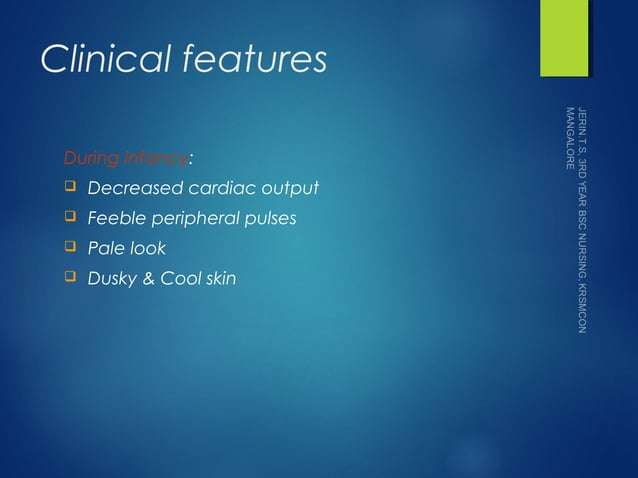 Clinical features
During infancy:
Decreased cardiac output
Feeble peripheral pulses
Pale look
Dusky & Cool skin
JERIN T.S, 3RD YEAR BSC NURSING, KRSMCON
MANGALORE